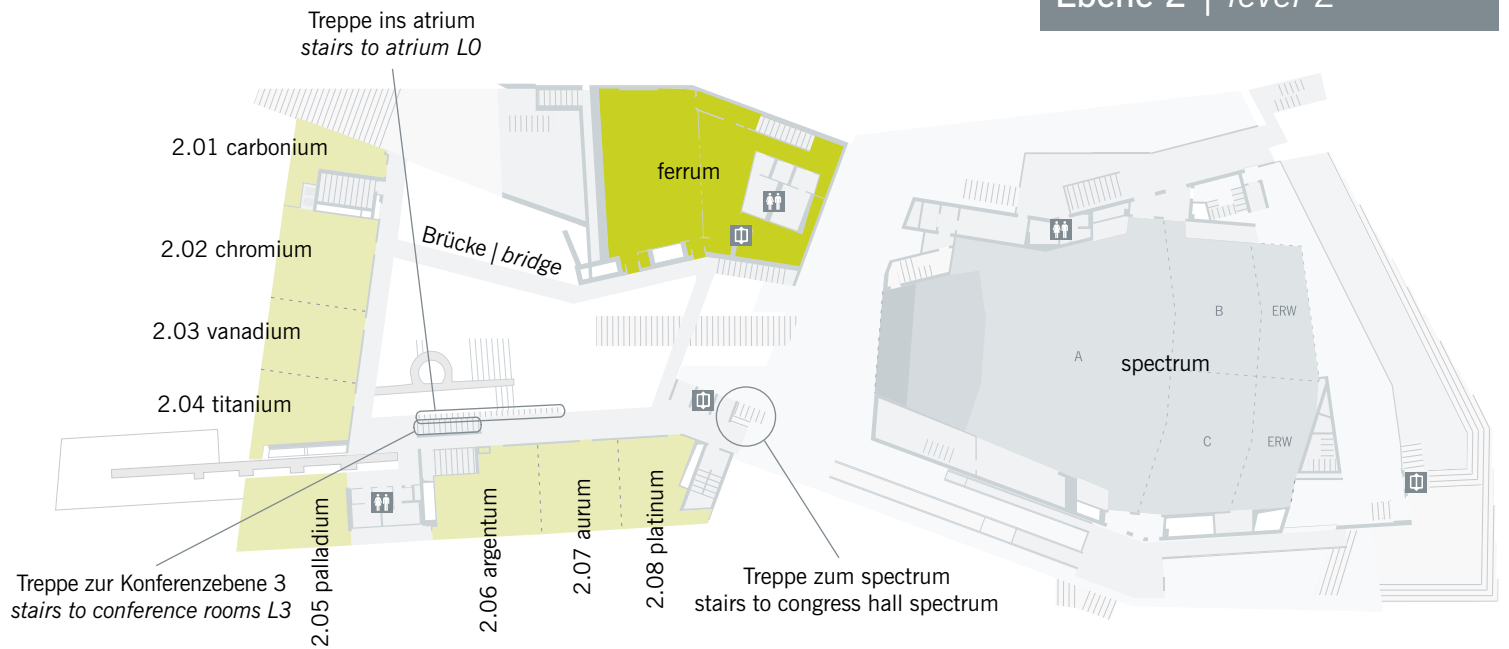 Ebene 2 | level 2
Treppe ins atrium
stairs to atrium L0
2.01 carbonium
ferrum
2.02 chromium
Brücke | bridge
2.03 vanadium
2.04 titanium
B
ERW
A
spectrum
C
ERW
2.05 palladium
2.06 argentum
2.07 aurum
2.08 platinum
Treppe zur Konferenzebene 3
stairs to conference rooms L3
Treppe zum spectrum
stairs to congress hall spectrum